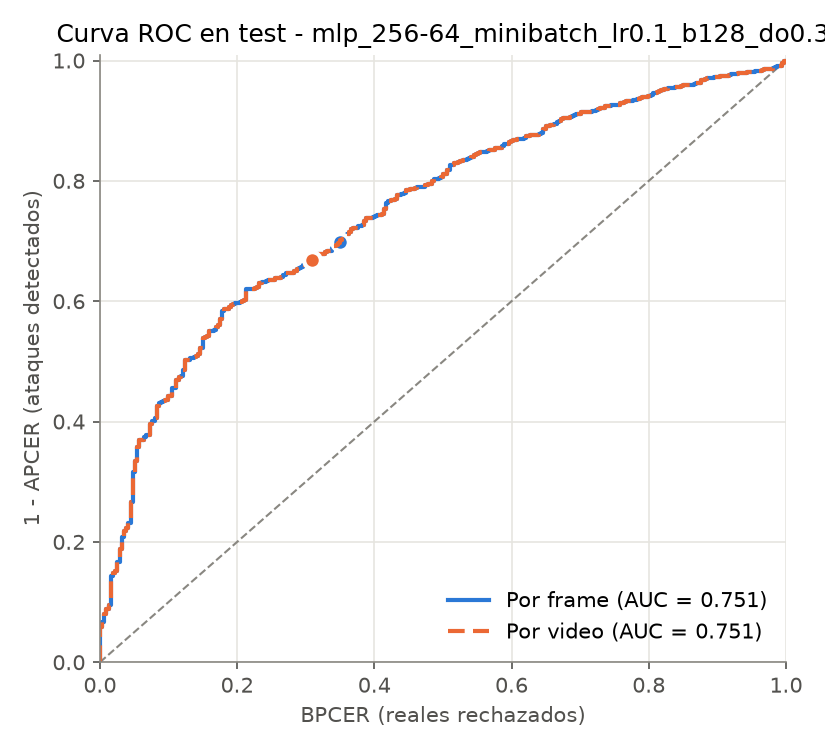 Curva ROC en test - mlp_256-64_minibatch_lr0.1_b128_do0.3
1.0
0.8
0.6
0.4
0.2
0.0
1 - APCER (ataques detectados)
Por frame (AUC = 0.751)
Por video (AUC = 0.751)
0.0 0.2 0.4 0.6 0.8 1.0
BPCER (reales rechazados)